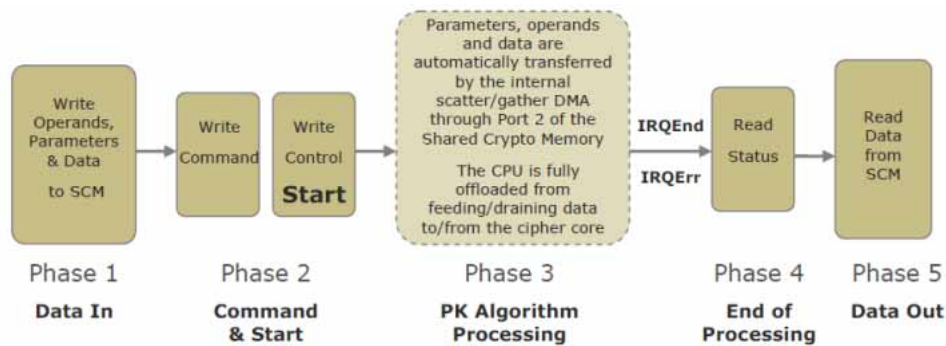 Write
Operands,
Parameters
& Data
to SCM
Write
Command
Write
Control
Start
Parameters, operands
and data are
automatically transferred
by the internal
scatter/gather DMA
through Port 2 of the
Shared Crypto Memory
The CPU is fully
offloaded from
feeding/draining data
to/from the cipher core
IRQEnd
IRQErr
Read
Status
Read
Data
from
SCM
Phase 1
Data In
Phase 2
Command
& Start
Phase 3
PK Algorithm
Processing
Phase 4
End of
Processing
Phase 5
Data Out